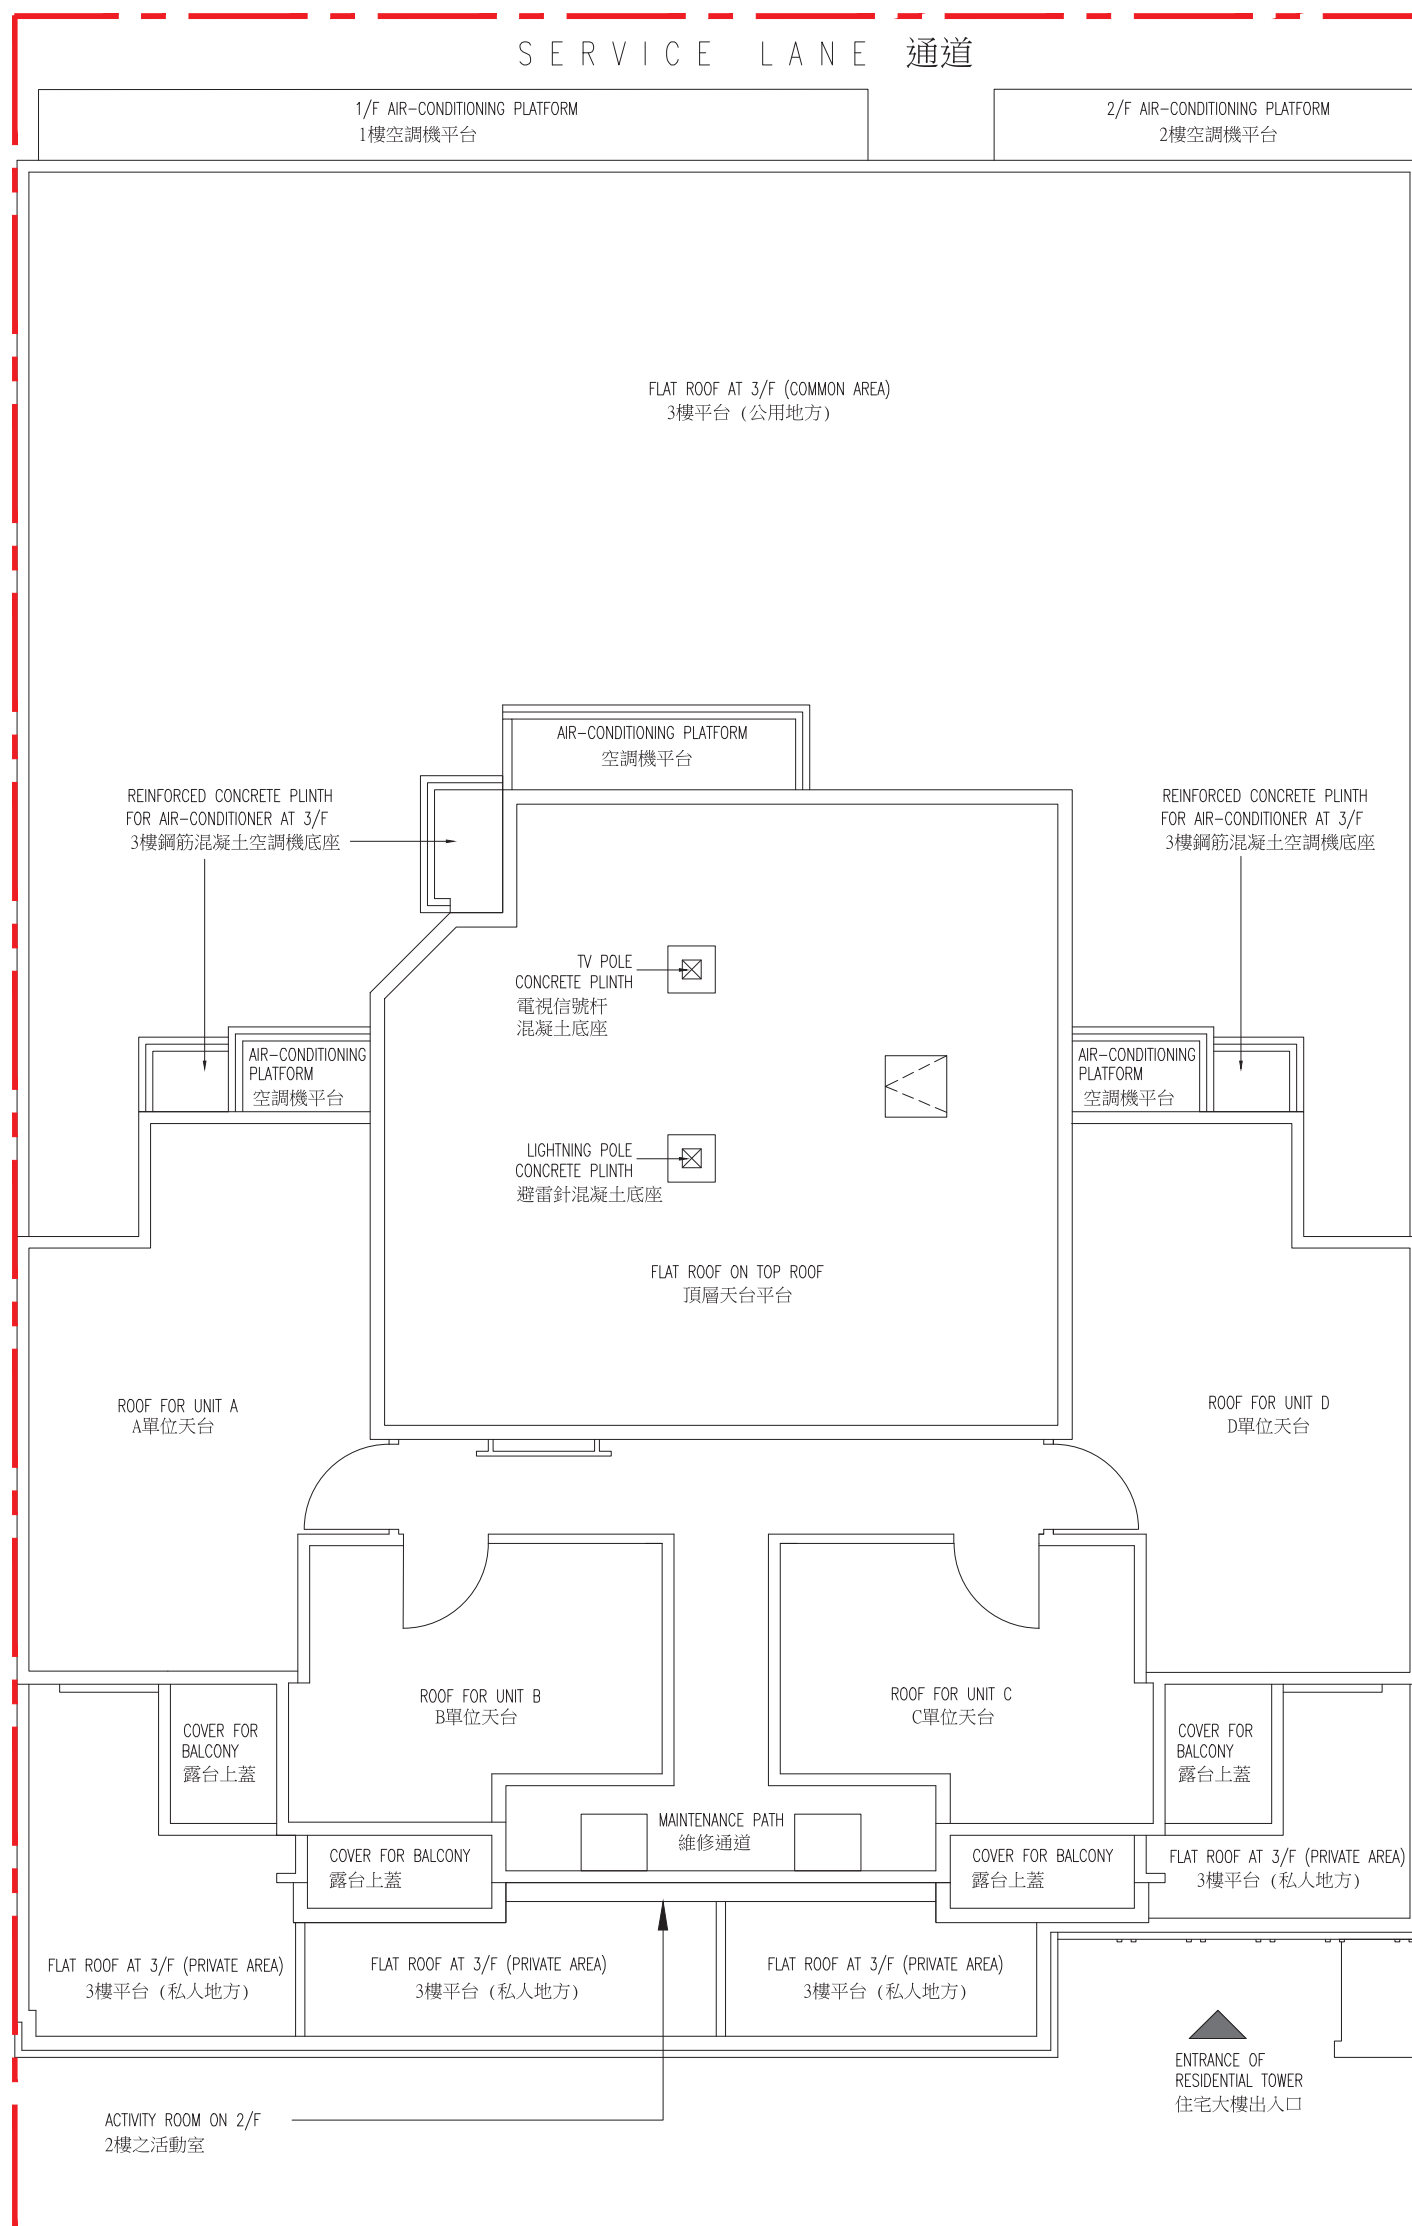 SERVICE LANE 通道
1/F AIR-CONDITIONING PLATFORM
1樓空調機平台
2/F AIR-CONDITIONING PLATFORM
2樓空調機平台
FLAT ROOF AT 3/F (COMMON AREA)
3樓平台 (公用地方)
AIR-CONDITIONING PLATFORM
空調機平台
REINFORCED CONCRETE PLINTH
FOR AIR-CONDITIONER AT 3/F
3樓鋼筋混凝土空調機底座
REINFORCED CONCRETE PLINTH
FOR AIR-CONDITIONER AT 3/F
3樓鋼筋混凝土空調機底座
TV POLE
CONCRETE PLINTH
電視信號杆
混凝土底座
AIR-CONDITIONING
PLATFORM
空調機平台
AIR-CONDITIONING
PLATFORM
空調機平台
LIGHTNING POLE
CONCRETE PLINTH
避雷針混凝土底座
FLAT ROOF ON TOP ROOF
頂層天台平台
ROOF FOR UNIT A
A單位天台
ROOF FOR UNIT D
D單位天台
ROOF FOR UNIT B
B單位天台
ROOF FOR UNIT C
C單位天台
COVER FOR
BALCONY
露台上蓋
COVER FOR
BALCONY
露台上蓋
MAINTENANCE PATH
維修通道
COVER FOR BALCONY
露台上蓋
COVER FOR BALCONY
露台上蓋
FLAT ROOF AT 3/F (PRIVATE AREA)
3樓平台 (私人地方)
FLAT ROOF AT 3/F (PRIVATE AREA)
3樓平台 (私人地方)
FLAT ROOF AT 3/F (PRIVATE AREA)
3樓平台 (私人地方)
FLAT ROOF AT 3/F (PRIVATE AREA)
3樓平台 (私人地方)
ENTRANCE OF
RESIDENTIAL TOWER
住宅大樓出入口
ACTIVITY ROOM ON 2/F
2樓之活動室